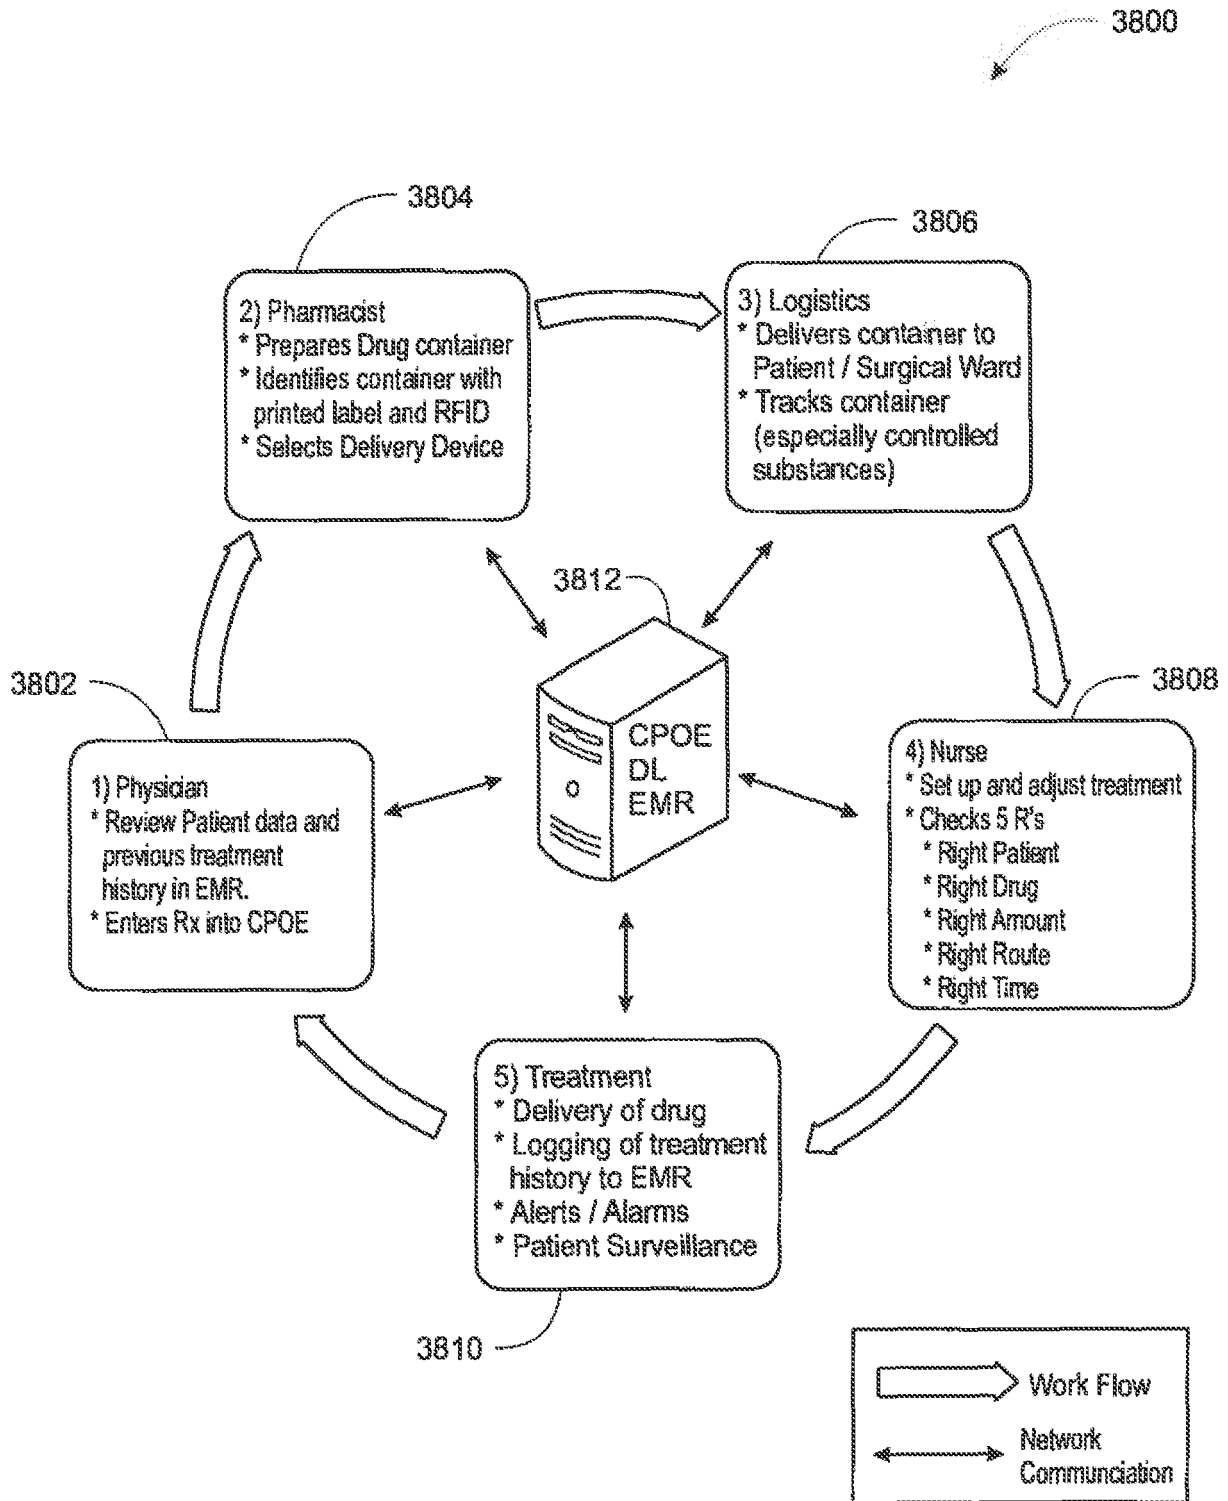 3800
3804
2) Pharmacist
* Prepares Drug container
* Identifies container with
printed label and RFID
* Selects Delivery Device
3806
3) Logistics
* Delivers container to
Patient / Surgical Ward
* Tracks container
(especially controlled
substances)
3812
CPOE
DL
EMR
3802
1) Physician
* Review Patient data and
previous treatment
history in EMR.
* Enters Rx into CPOE
3808
4) Nurse
* Set up and adjust treatment
* Checks 5 R's
* Right Patient
* Right Drug
* Right Amount
* Right Route
* Right Time
5) Treatment
* Delivery of drug
* Logging of treatment
history to EMR
* Alerts / Alarms
* Patient Surveillance
3810
Work Flow
Network
Communciation